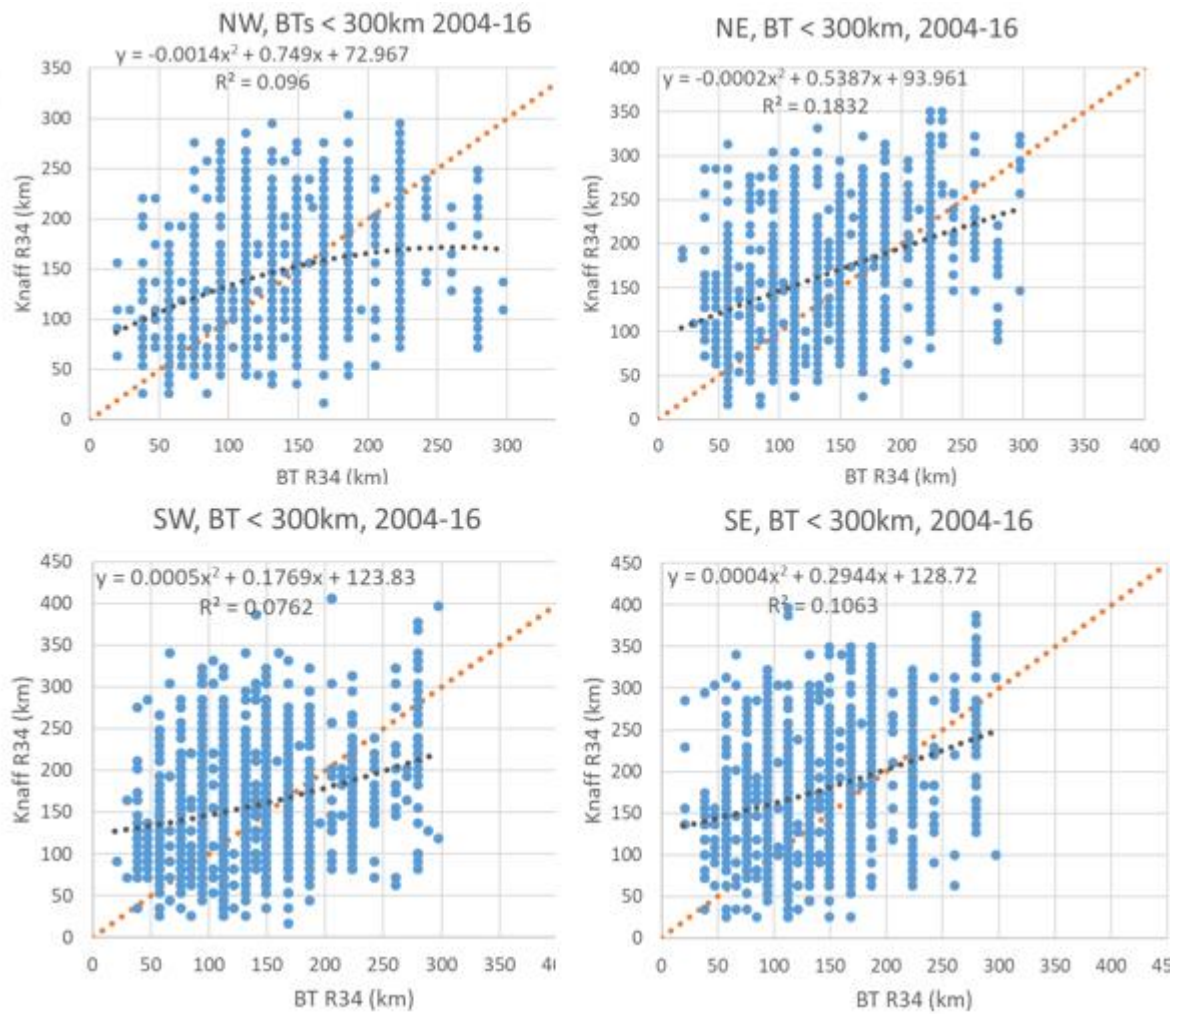 NW, BTs < 300km 2004-16
y = -0.0014x² + 0.749x + 72.967
R² = 0.096
350
300
250
200
150
100
50
0
Knaff R34 (km)
0 50 100 150 200 250 300
BT R34 (km)
NE, BT < 300km, 2004-16
y = -0.0002x² + 0.5387x + 93.961
R² = 0.1832
400
350
300
250
200
150
100
50
0
Knaff R34 (km)
0 50 100 150 200 250 300 350 400
BT R34 (km)
SW, BT < 300km, 2004-16
y = 0.0005x² + 0.1769x + 123.83
R² = 0.0762
450
400
350
300
250
200
150
100
50
0
Knaff R34 (km)
0 50 100 150 200 250 300 350
BT R34 (km)
SE, BT < 300km, 2004-16
y = 0.0004x² + 0.2944x + 128.72
R² = 0.1063
450
400
350
300
250
200
150
100
50
0
Knaff R34 (km)
0 50 100 150 200 250 300 350 400 45
BT R34 (km)